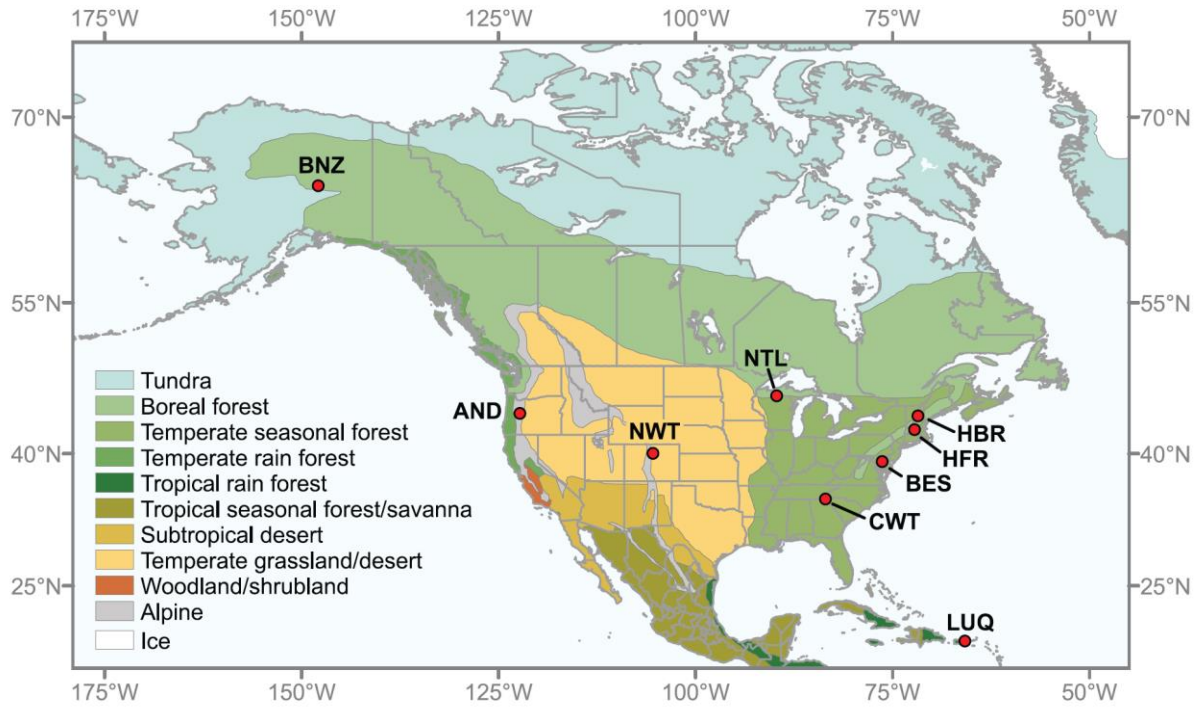 175°W 150°W 125°W 100°W 75°W 50°W
70°N 70°N
BNZ
55°N 55°N
NTL
Tundra
Boreal forest
AND
Temperate seasonal forest
NWT
HBR
Temperate rain forest
40°N 40°N
HFR
Tropical rain forest
BES
Tropical seasonal forest/savanna
CWT
Subtropical desert
Temperate grassland/desert
25°N 25°N
Woodland/shrubland
Alpine
LUQ
Ice
175°W 150°W 125°W 100°W 75°W 50°W